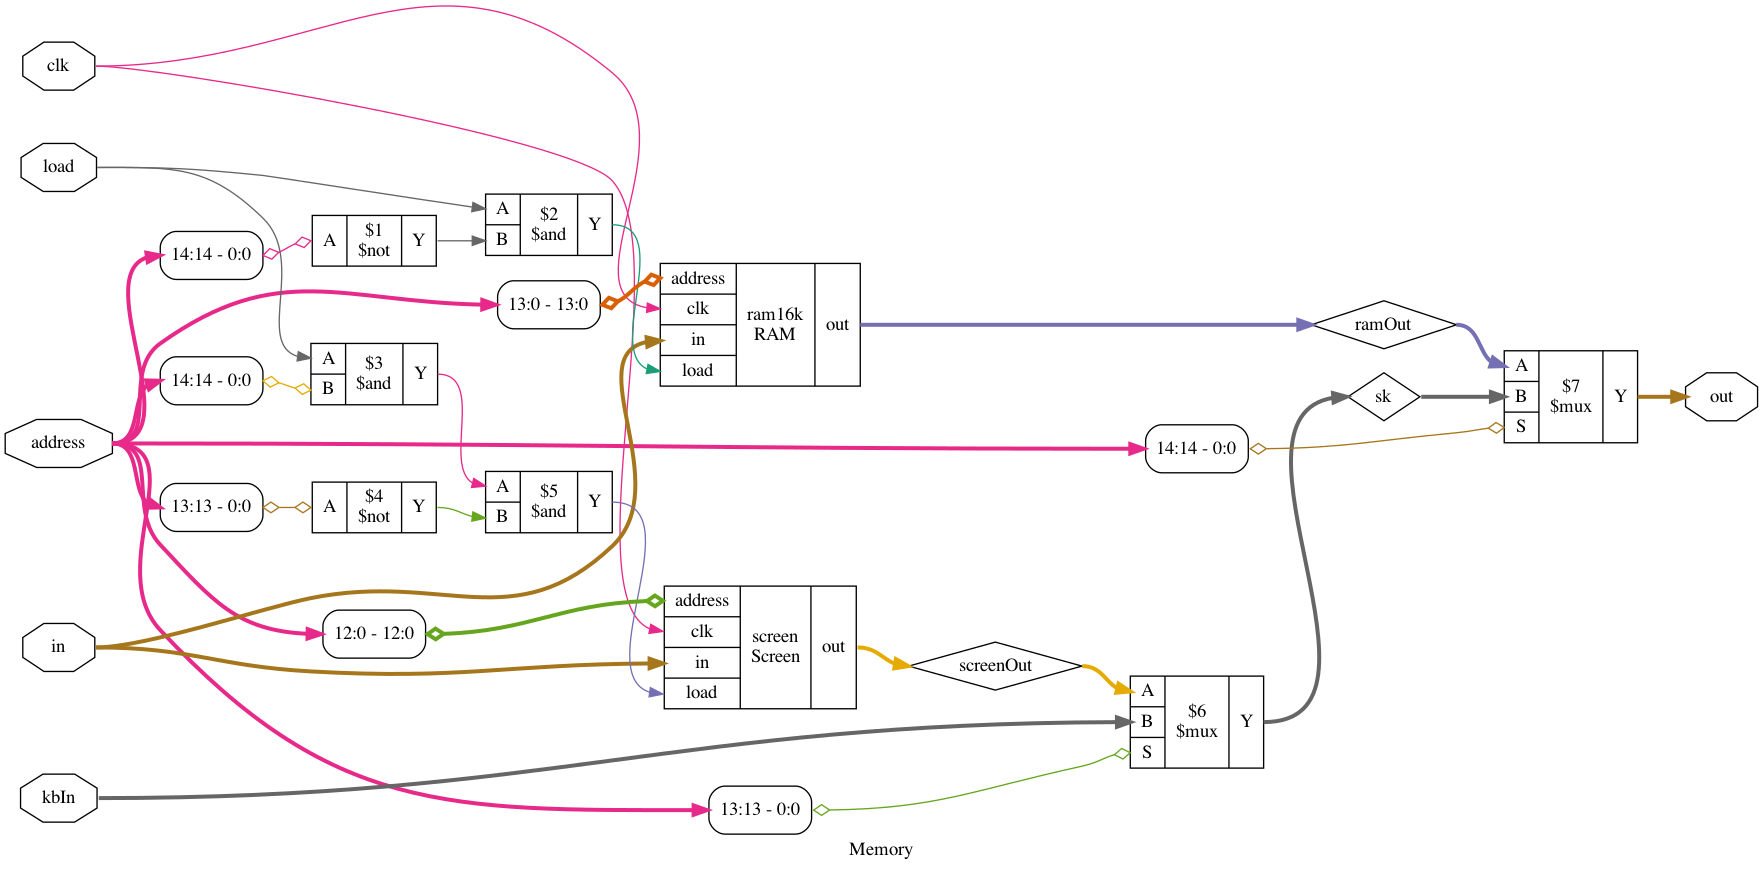 clk
load
address
in
kbIn
14:14 - 0:0
A
$1
$not
Y
A
B
$2
$and
Y
13:0 - 13:0
14:14 - 0:0
A
B
$3
$and
Y
13:13 - 0:0
A
$4
$not
Y
A
B
$5
$and
Y
12:0 - 12:0
address
clk
in
load
ram16k
RAM
out
address
clk
in
load
screen
Screen
out
13:13 - 0:0
screenOut
A
B
S
$6
$mux
Y
14:14 - 0:0
ramOut
sk
A
B
S
$7
$mux
Y
out
Memory